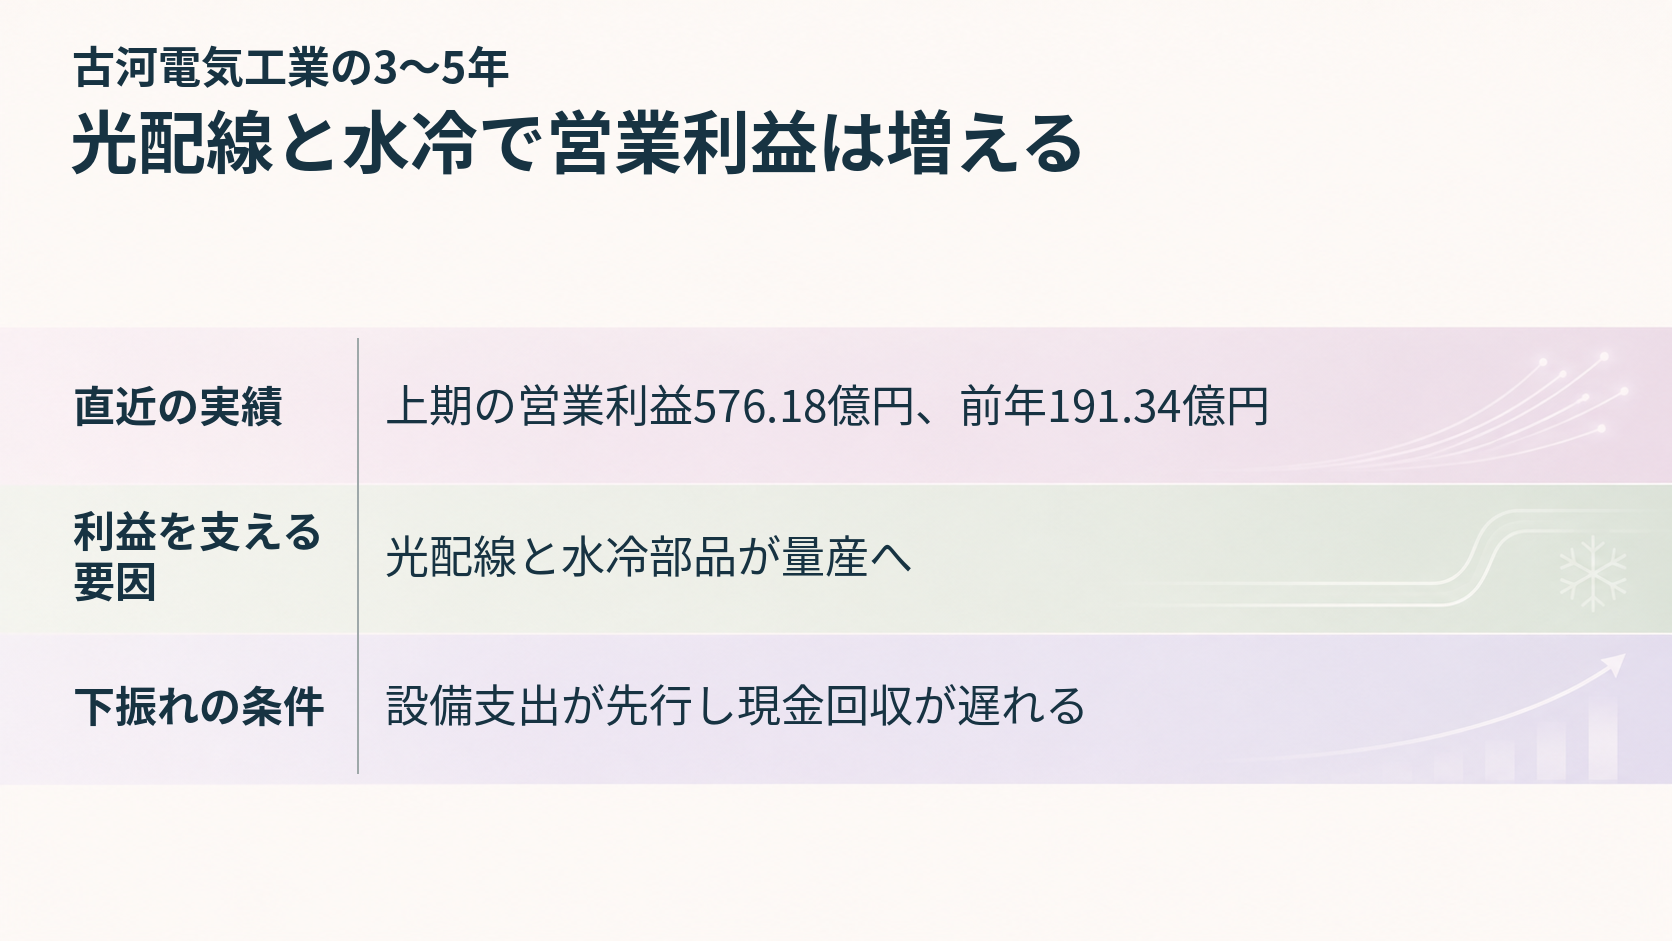 古河電気工業の3〜5年
光配線と水冷で営業利益は増える
直近の実績
上期の営業利益576.18億円、前年191.34億円
利益を支える
要因
光配線と水冷部品が量産へ
下振れの条件
設備支出が先行し現金回収が遅れる